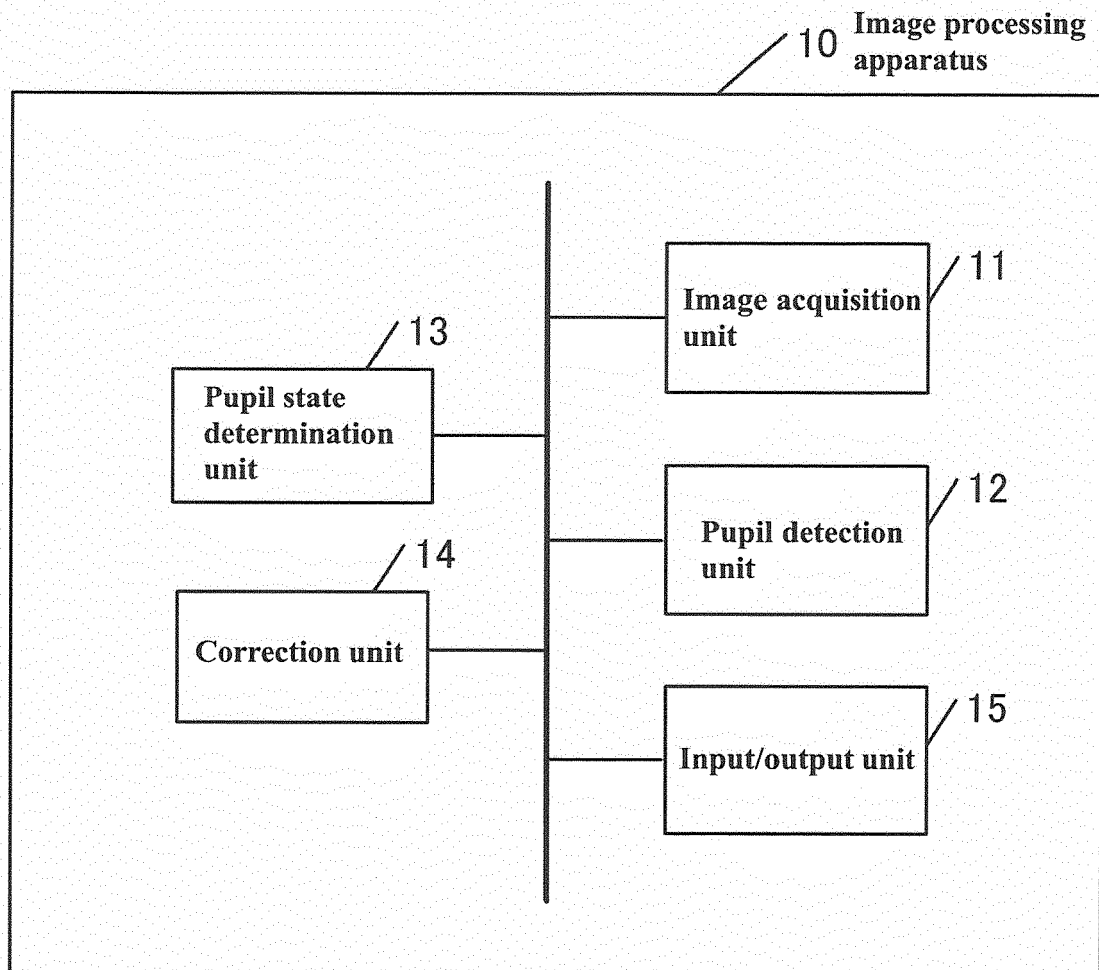 10 Image processing
apparatus
11
Image acquisition
unit
13
Pupil state
determination
unit
12
Pupil detection
unit
14
Correction unit
15
Input/output unit